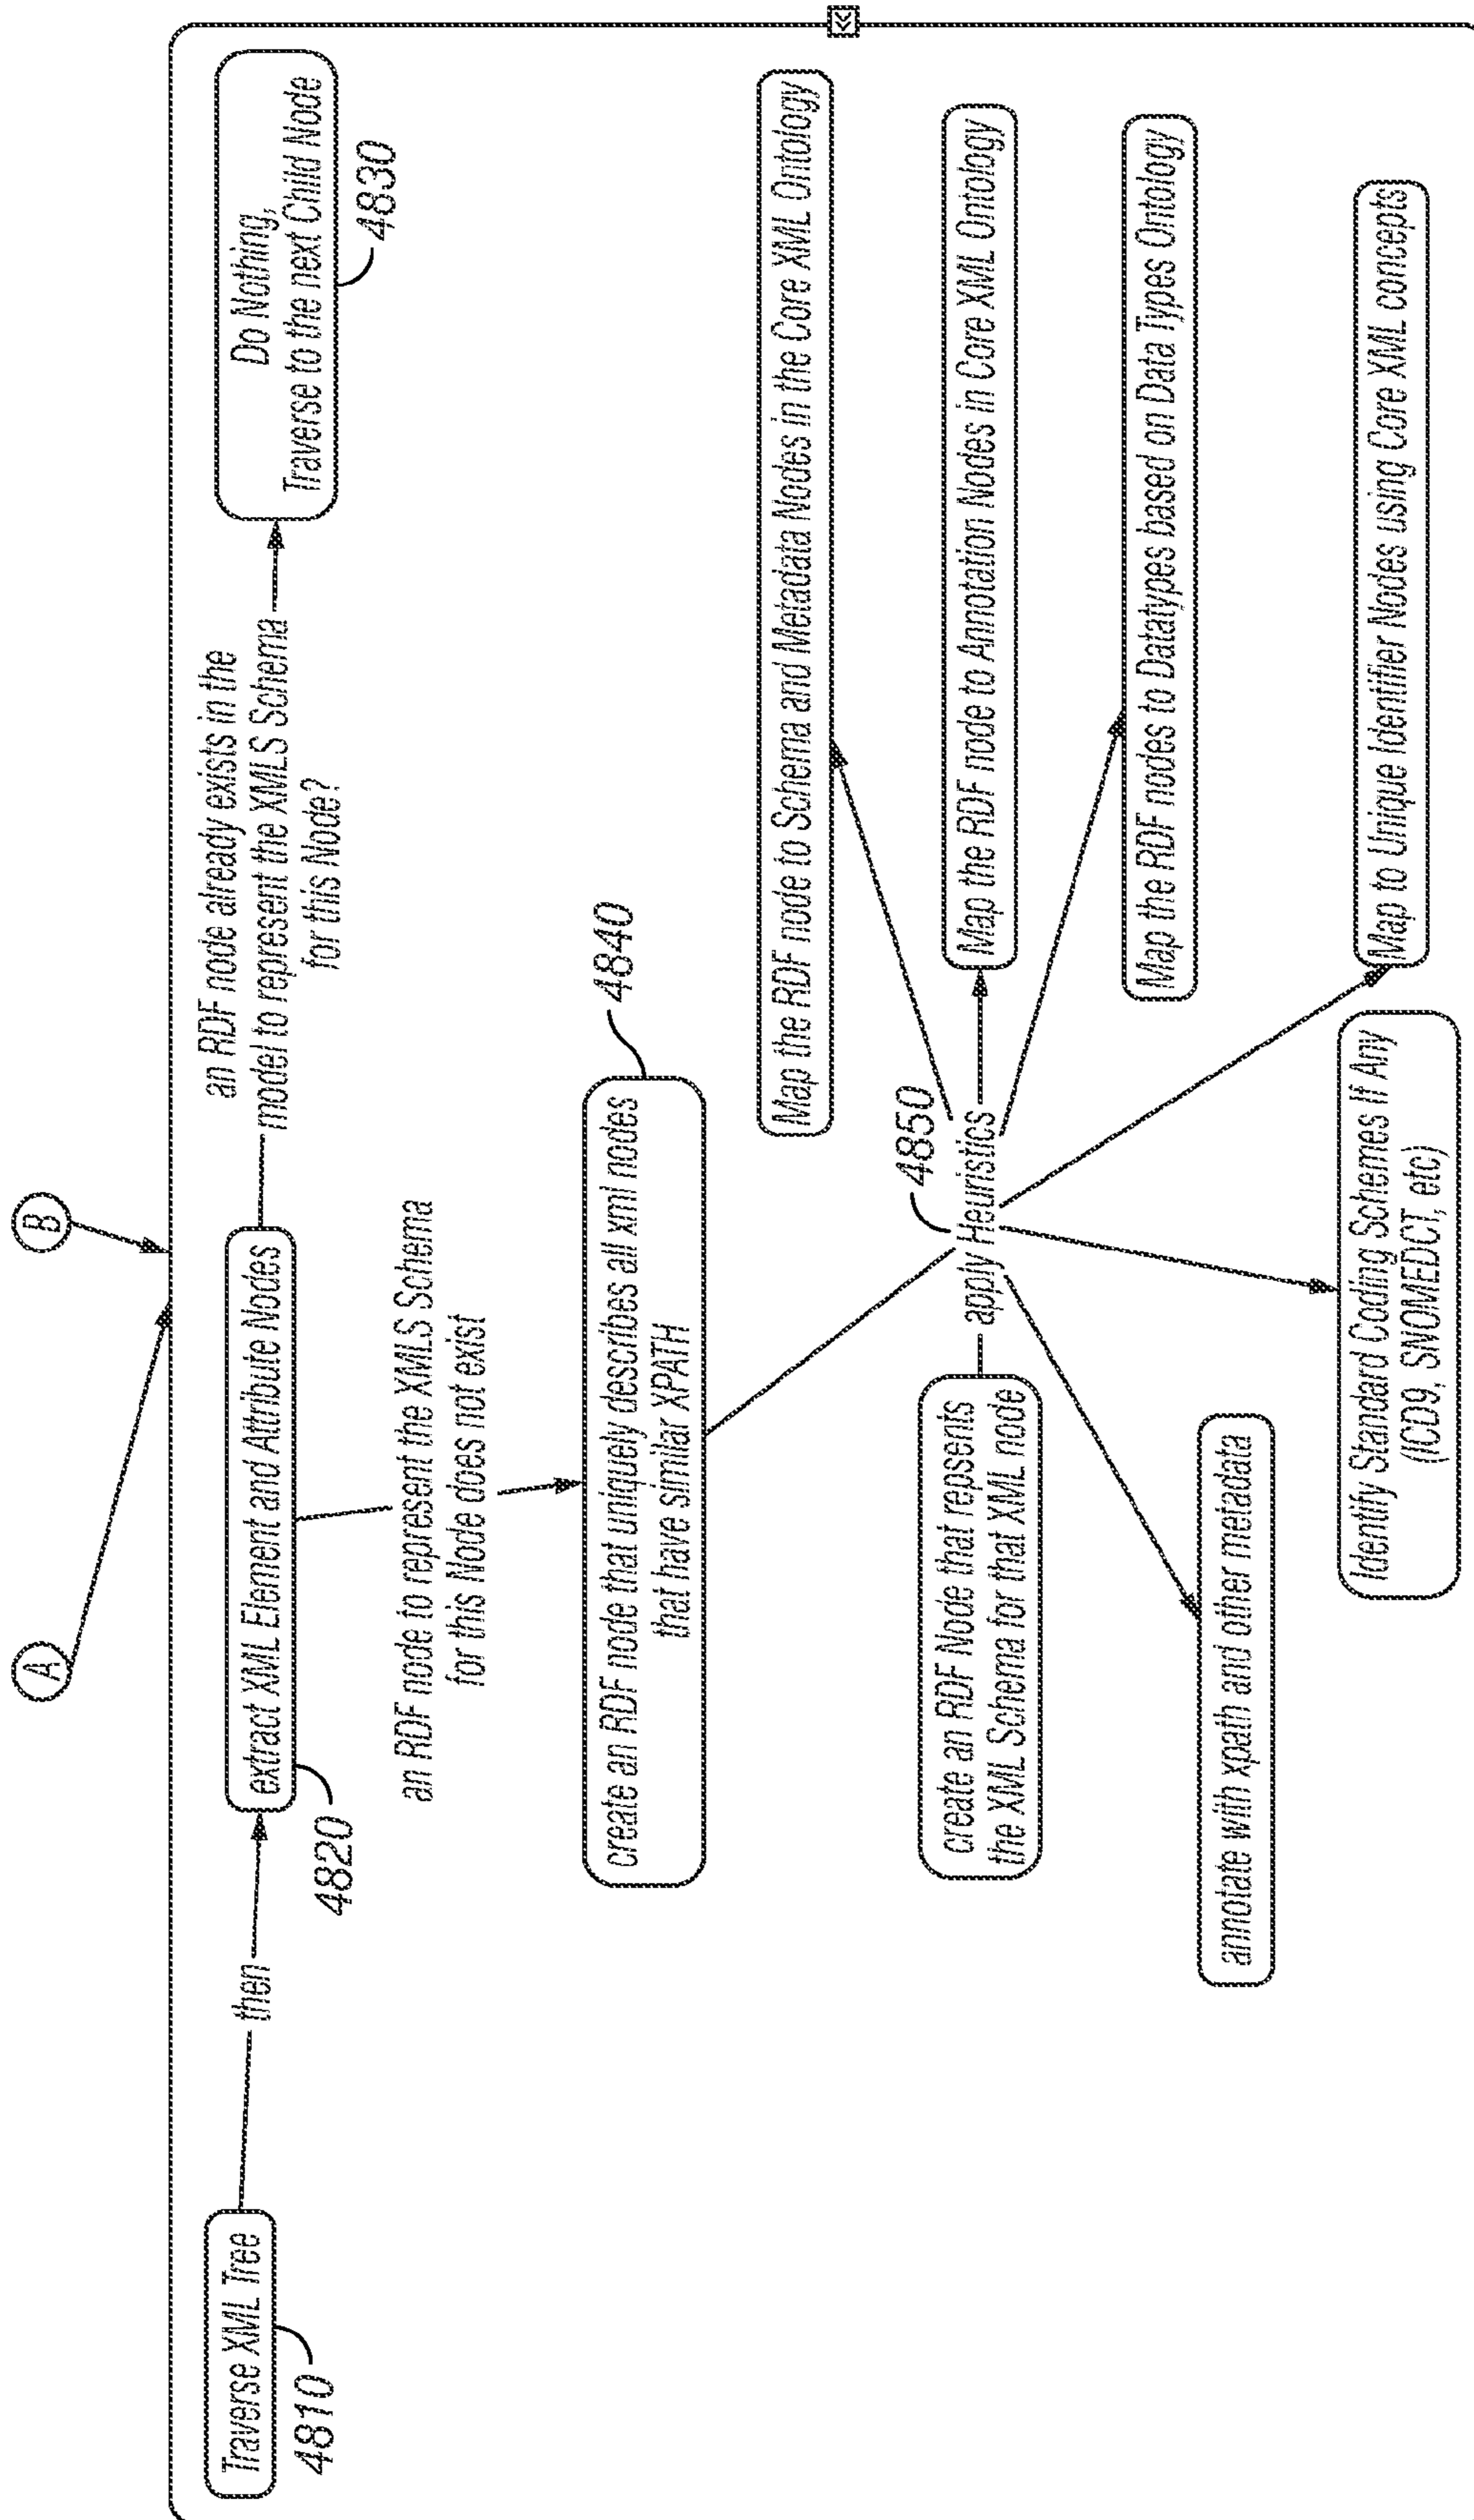 A
B
Traverse XML Tree
4810
then
extract XML Element and Attribute Nodes
4820
an RDF node already exists in the
model to represent the XMLS Schema
for this Node?
Do Nothing,
Traverse to the next Child Node
4830
an RDF node to represent the XMLS Schema
for this Node does not exist
create an RDF node that uniquely describes all xml nodes
that have similar XPATH
4840
create an RDF Node that repsents
the XML Schema for that XML node
apply Heuristics
4850
Map the RDF node to Schema and Metadata Nodes in the Core XML Ontology
Map the RDF node to Annotation Nodes in Core XML Ontology
Map the RDF nodes to Datatypes based on Data Types Ontology
Map to Unique Identifier Nodes using Core XML concepts
annotate with xpath and other metadata
Identify Standard Coding Schemes If Any
(ICD9, SNOMEDCT, etc)